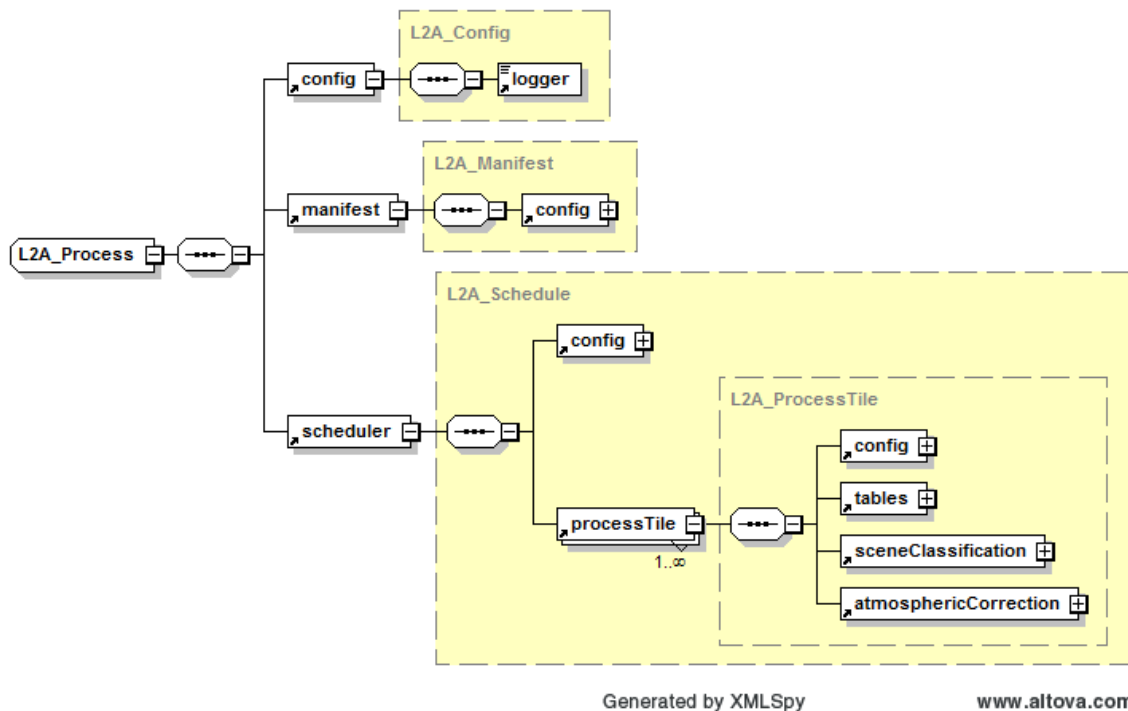 L2A_Config
config
logger
L2A_Manifest
manifest
config
L2A_Process
L2A_Schedule
config
scheduler
L2A_ProcessTile
config
tables
processTile
1..∞
sceneClassification
atmosphericCorrection
Generated by XMLSpy
www.altova.com